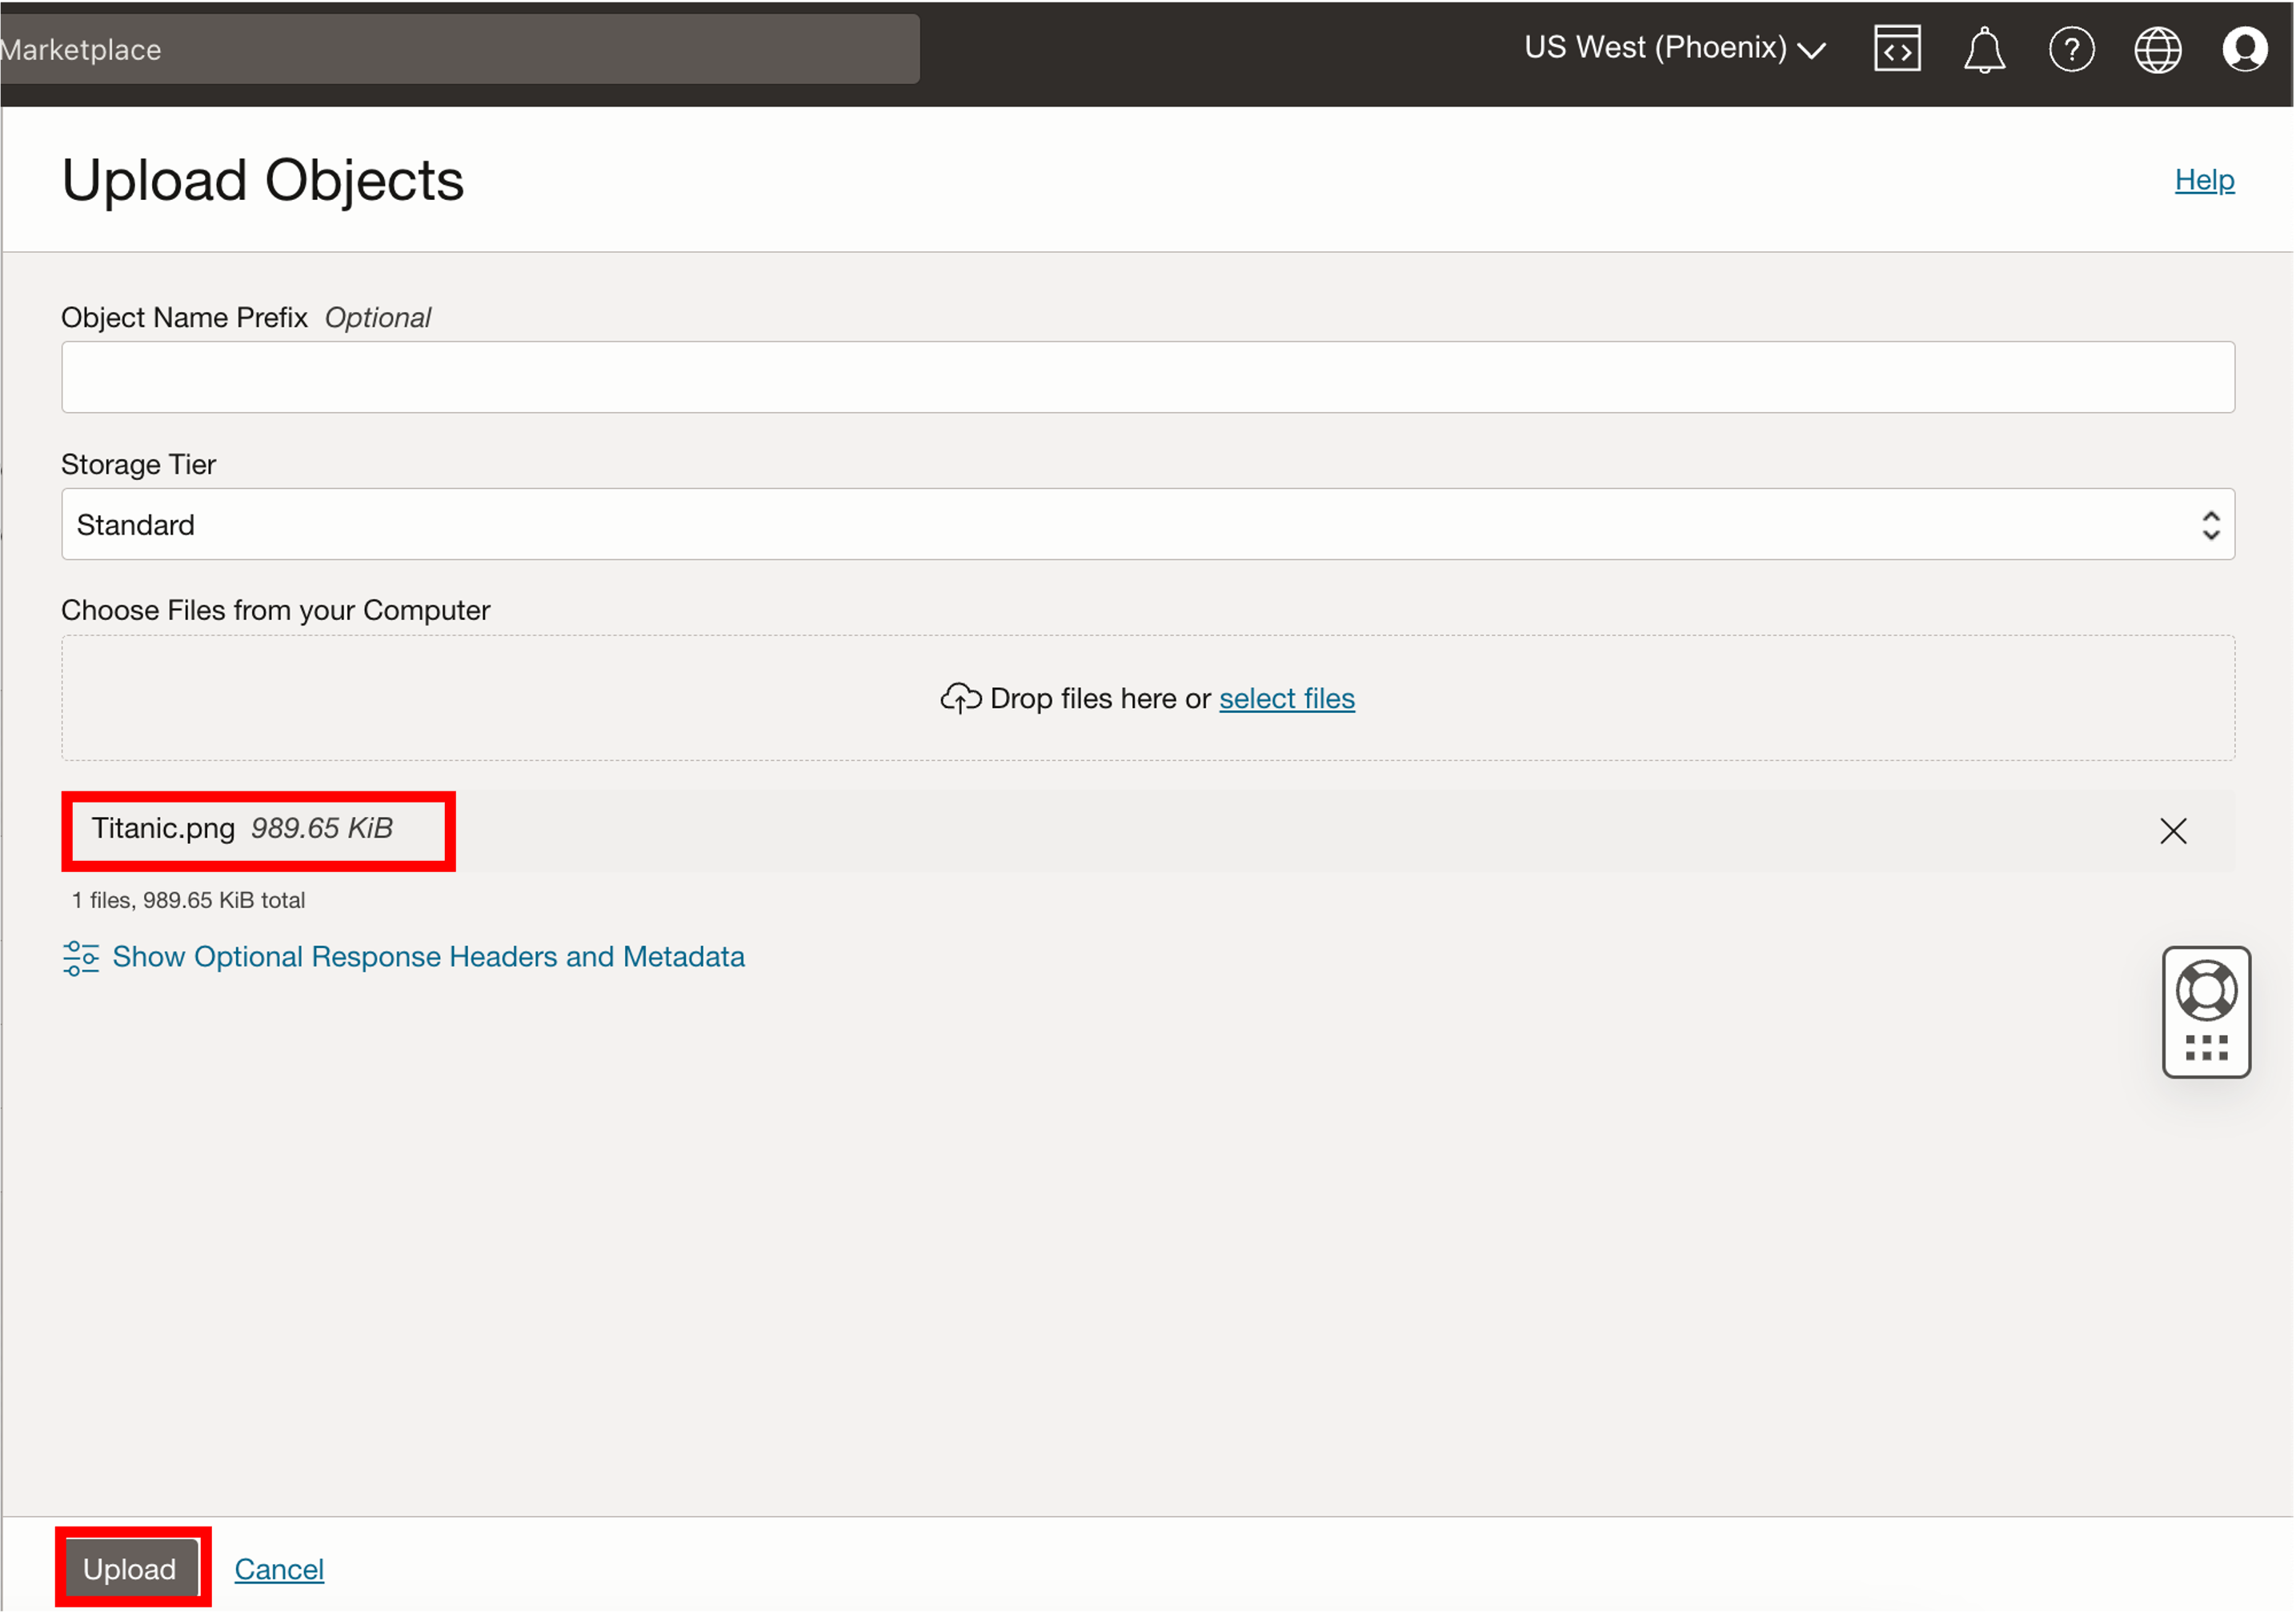 Marketplace
US West (Phoenix)
Upload Objects
Help
Object Name Prefix Optional
Storage Tier
Standard
Choose Files from your Computer
Drop files here or select files
Titanic.png 989.65 KiB
1 files, 989.65 KiB total
Show Optional Response Headers and Metadata
Upload Cancel